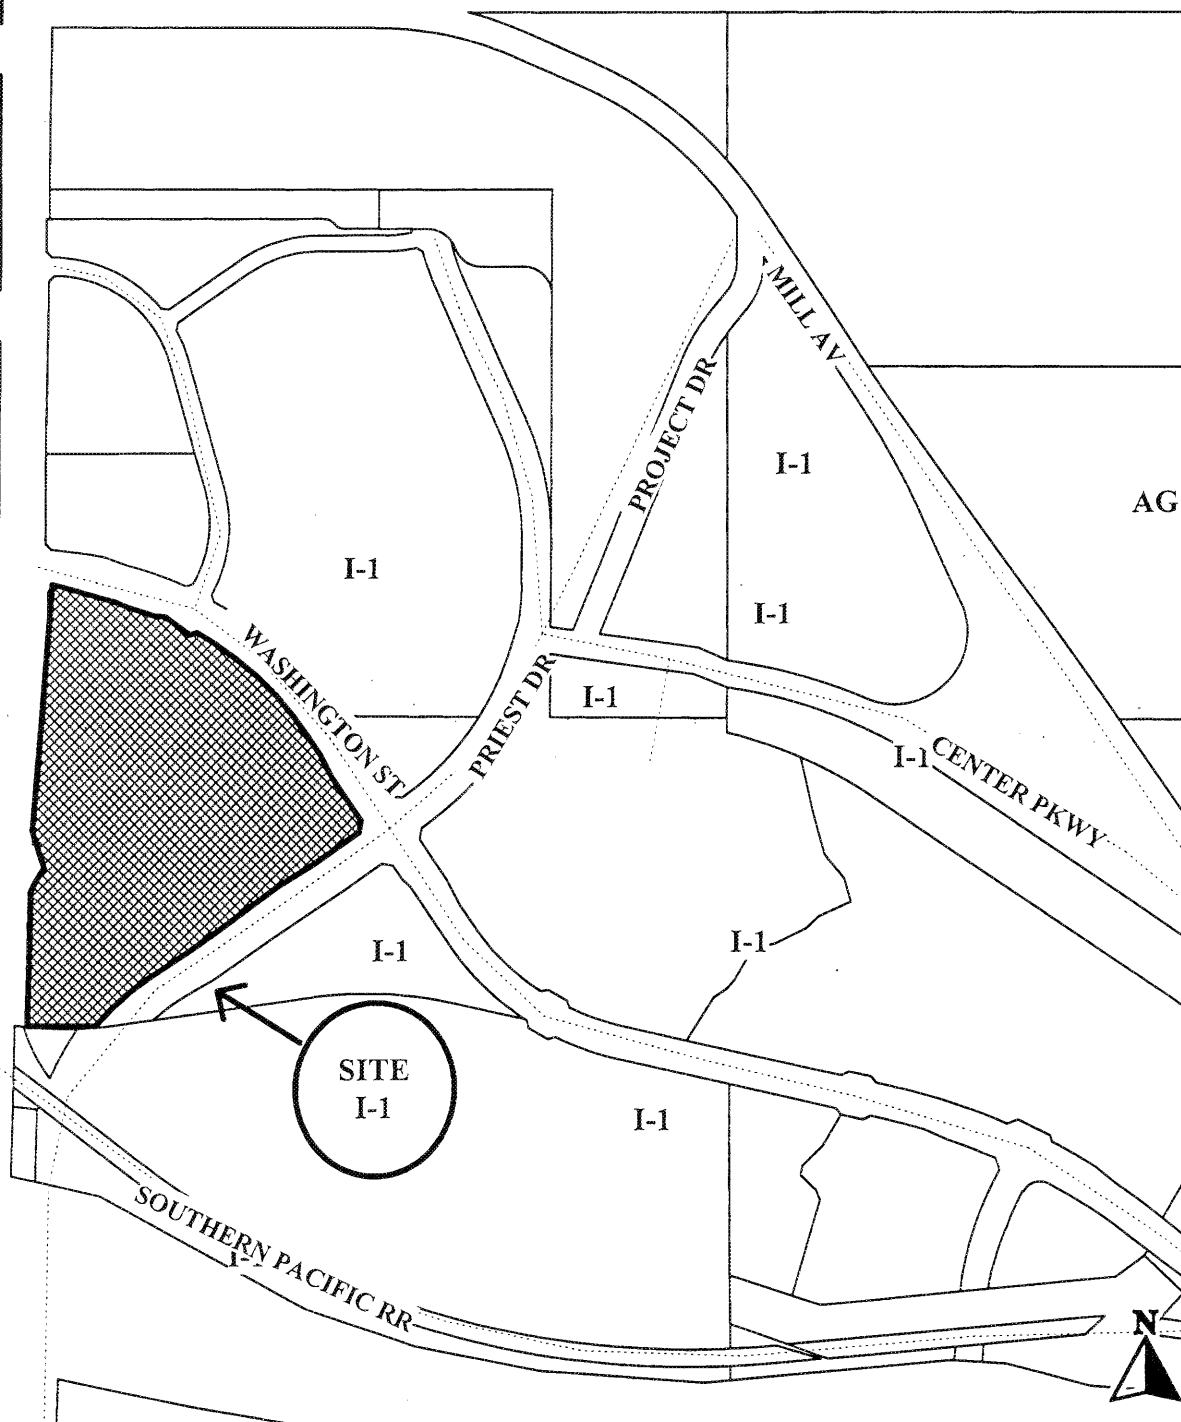 MILL AV
PROJECT DR
I-1
AG
I-1
I-1
WASHINGTON ST
PRIEST DR
I-1
I-1
CENTER PKWY
I-1
I-1
SITE
I-1
I-1
SOUTHERN PACIFIC RR
N